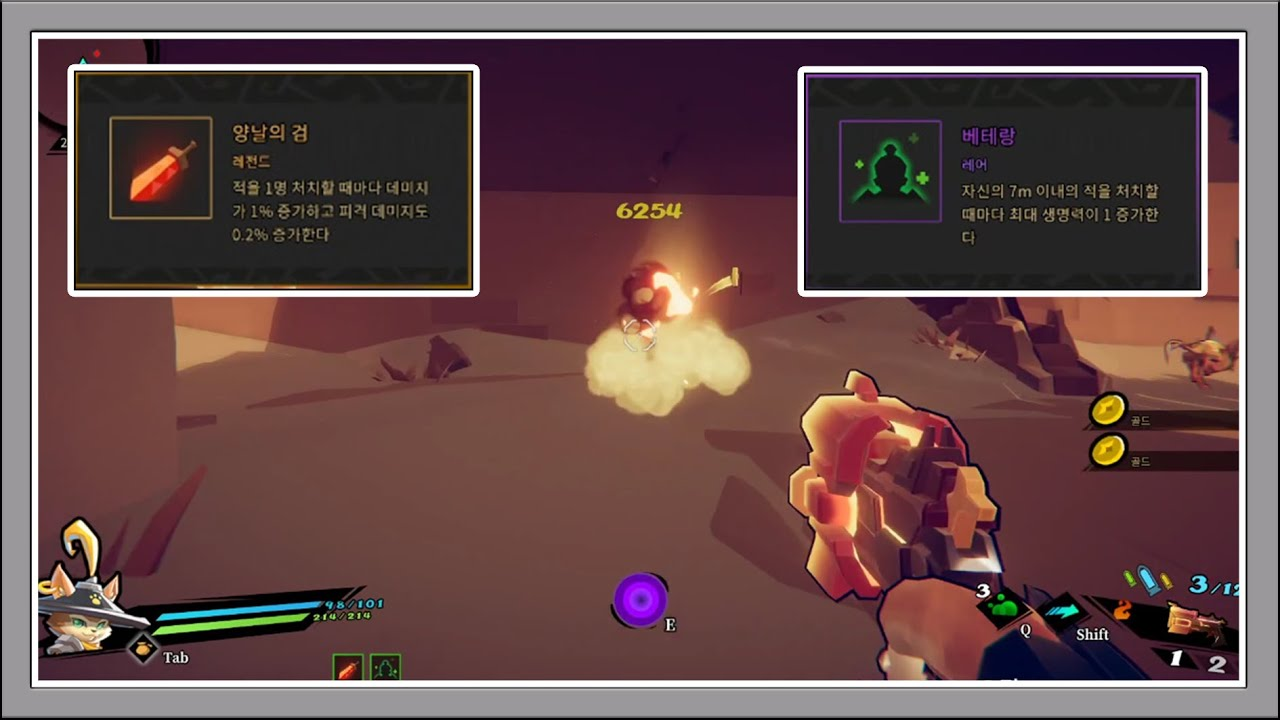 양날의 검
레전드
적을 1명 처치할 때마다 데미지
가 1% 증가하고 피격 데미지도
0.2% 증가한다
베테랑
레어
자신의 7m 이내의 적을 처치할
때마다 최대 생명력이 1 증가한
다
2
6254
골드
골드
98/101
214/214
Tab
E
3
Q
Shift
3/12
1
2